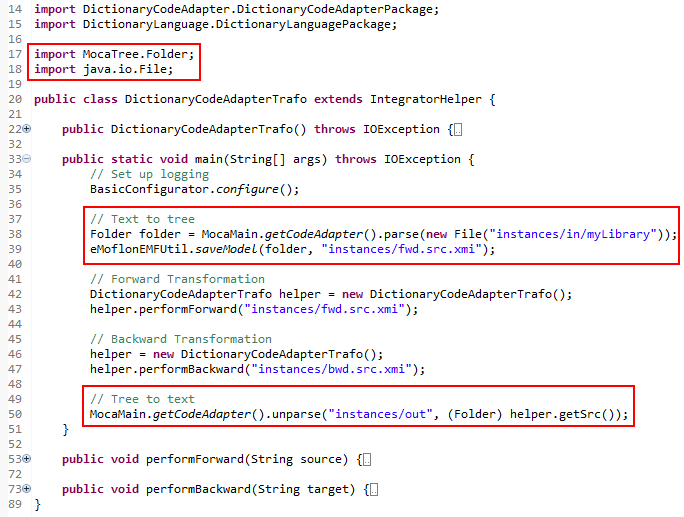 14 import DictionaryCodeAdapter.DictionaryCodeAdapterPackage;
15 import DictionaryLanguage.DictionaryLanguagePackage;
16
17 import MocaTree.Folder;
18 import java.io.File;
19
20 public class DictionaryCodeAdapterTrafo extends IntegratorHelper {
21
22 public DictionaryCodeAdapterTrafo() throws IOException {
32
33 public static void main(String[] args) throws IOException {
34 // Set up logging
35 BasicConfigurator.configure();
36
37 // Text to tree
38 Folder folder = MocaMain.getCodeAdapter().parse(new File("instances/in/myLibrary"));
39 eMoflonEMFUtil.saveModel(folder, "instances/fwd.src.xmi");
40
41 // Forward Transformation
42 DictionaryCodeAdapterTrafo helper = new DictionaryCodeAdapterTrafo();
43 helper.performForward("instances/fwd.src.xmi");
44
45 // Backward Transformation
46 helper = new DictionaryCodeAdapterTrafo();
47 helper.performBackward("instances/bwd.src.xmi");
48
49 // Tree to text
50 MocaMain.getCodeAdapter().unparse("instances/out", (Folder) helper.getSrc());
51 }
52
53 public void performForward(String source) {
72
73 public void performBackward(String target) {
89 }